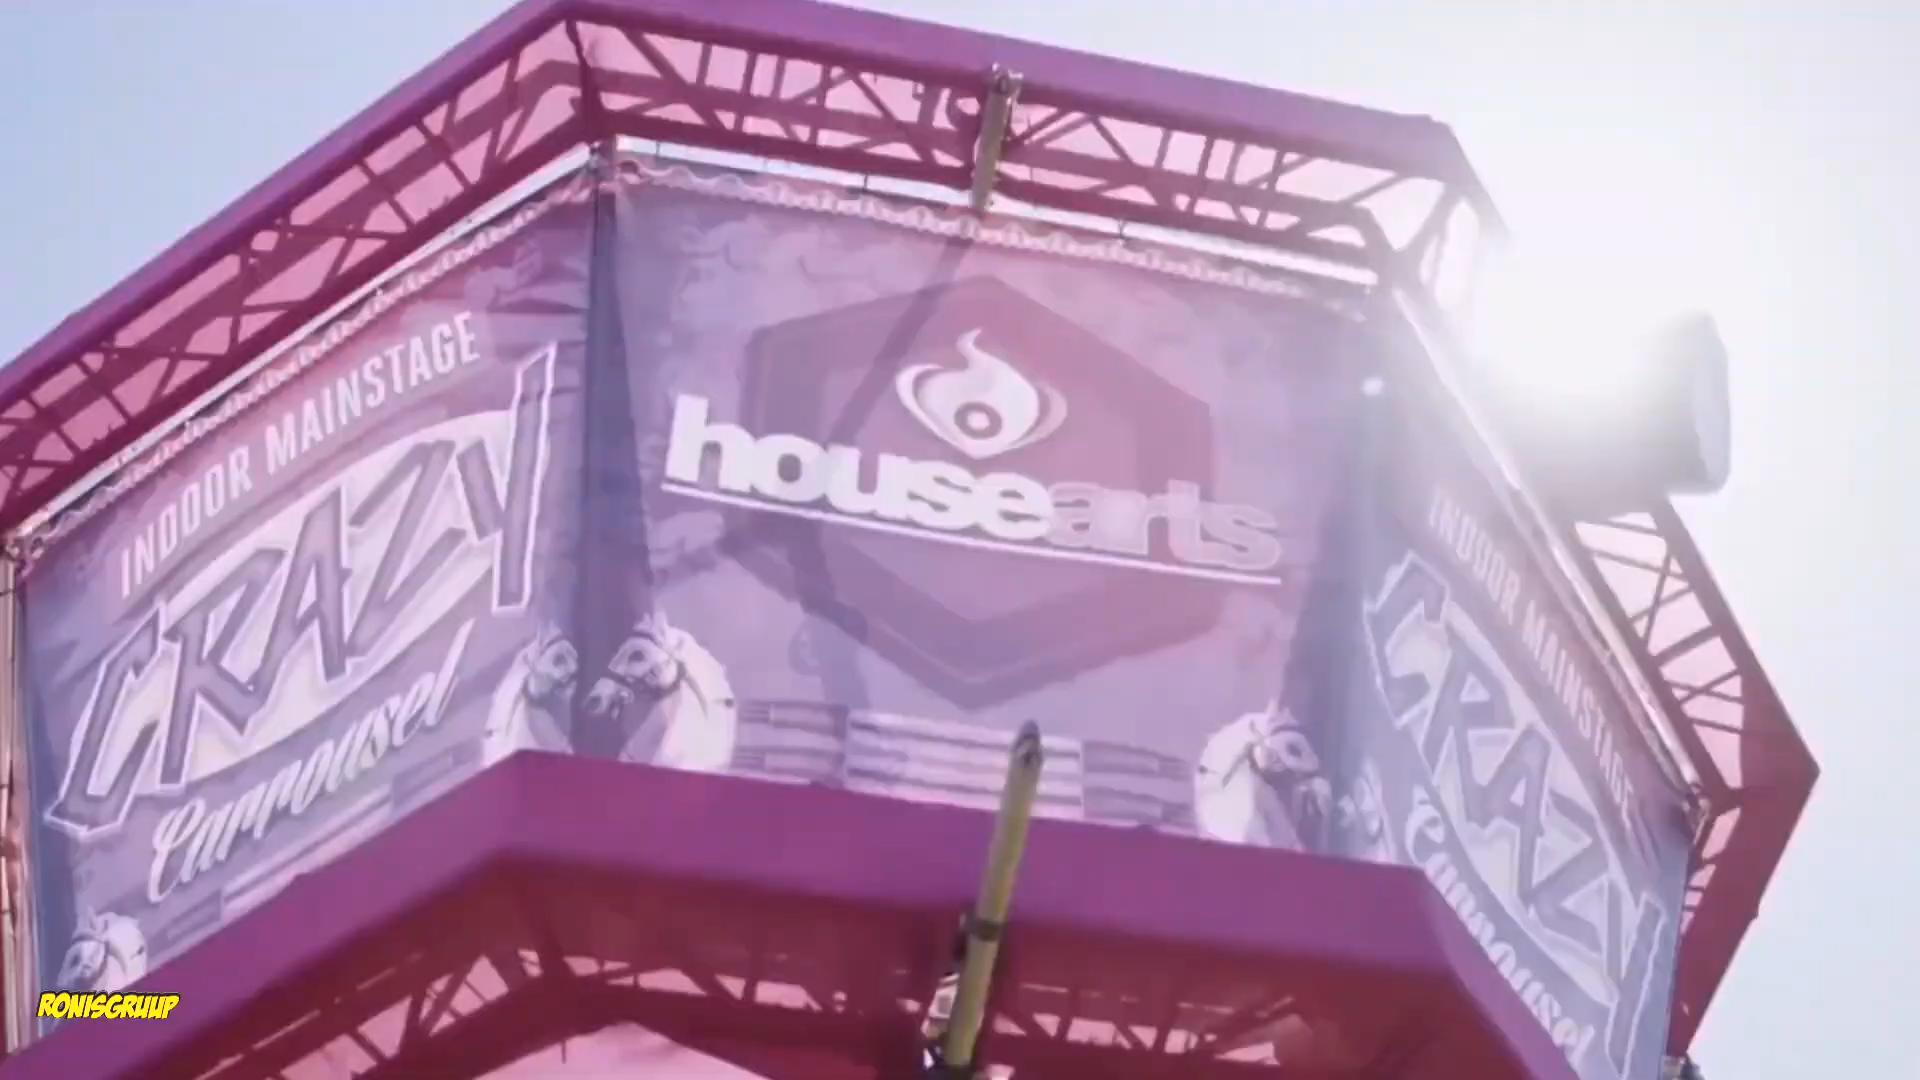 INDOOR MAINSTAGE
CRAZY
Carrousel
housearts
INDOOR MAINSTAGE
CRAZY
Carrousel
RONISGRUUP